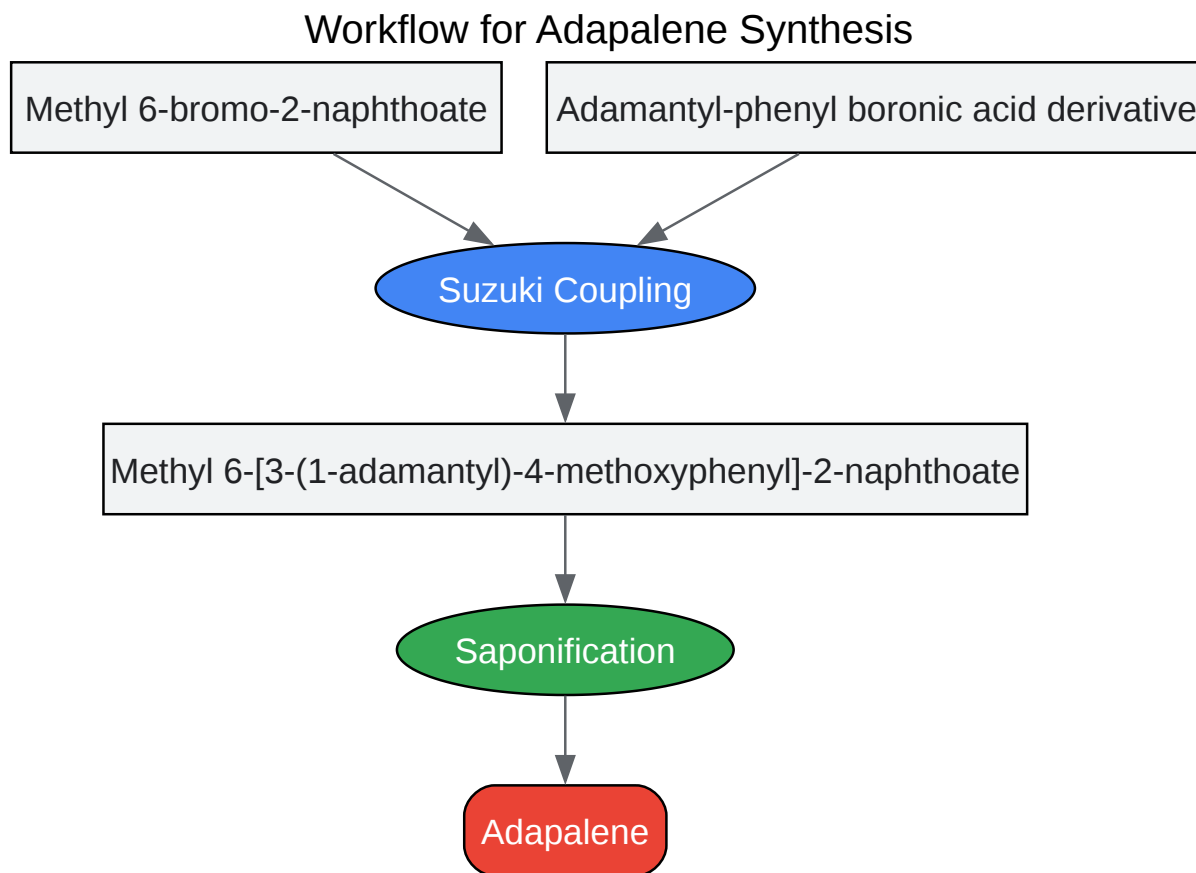 Workflow for Adapalene Synthesis
Methyl 6-bromo-2-naphthoate
Adamantyl-phenyl boronic acid derivative
Suzuki Coupling
Methyl 6-[3-(1-adamantyl)-4-methoxyphenyl]-2-naphthoate
Saponification
Adapalene